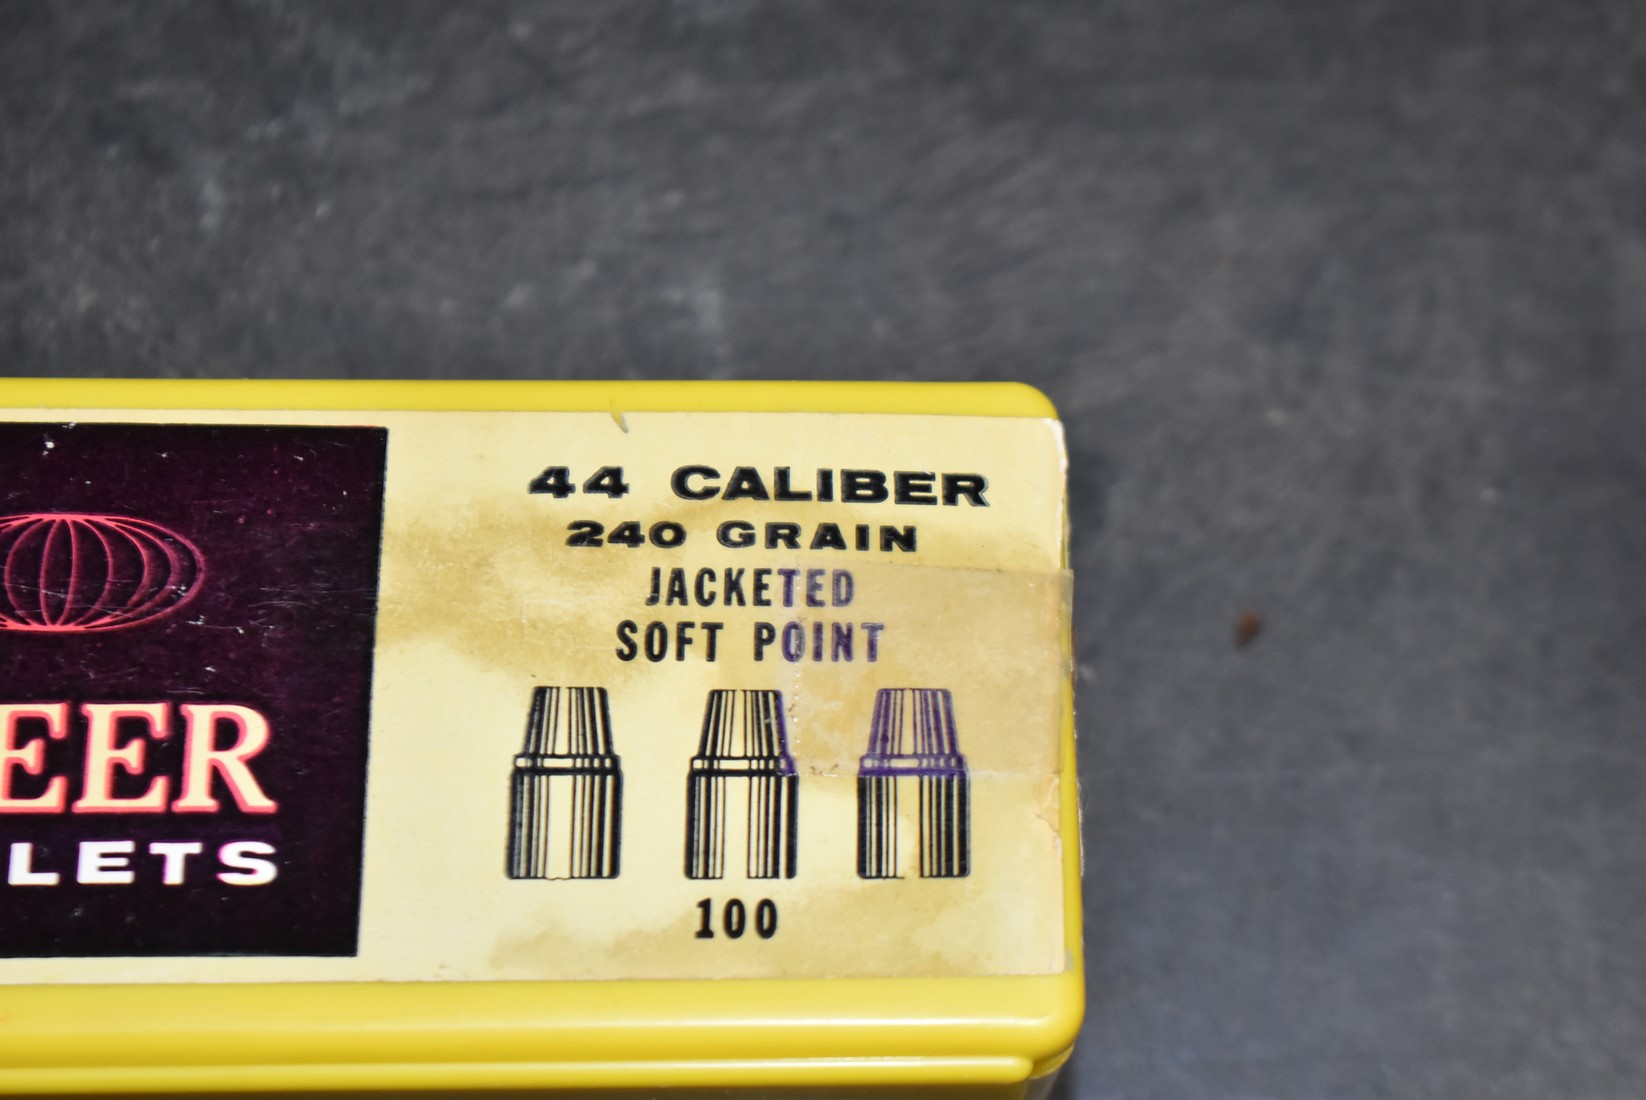 EER
LETS
44 CALIBER
240 GRAIN
JACKETED
SOFT POINT
100